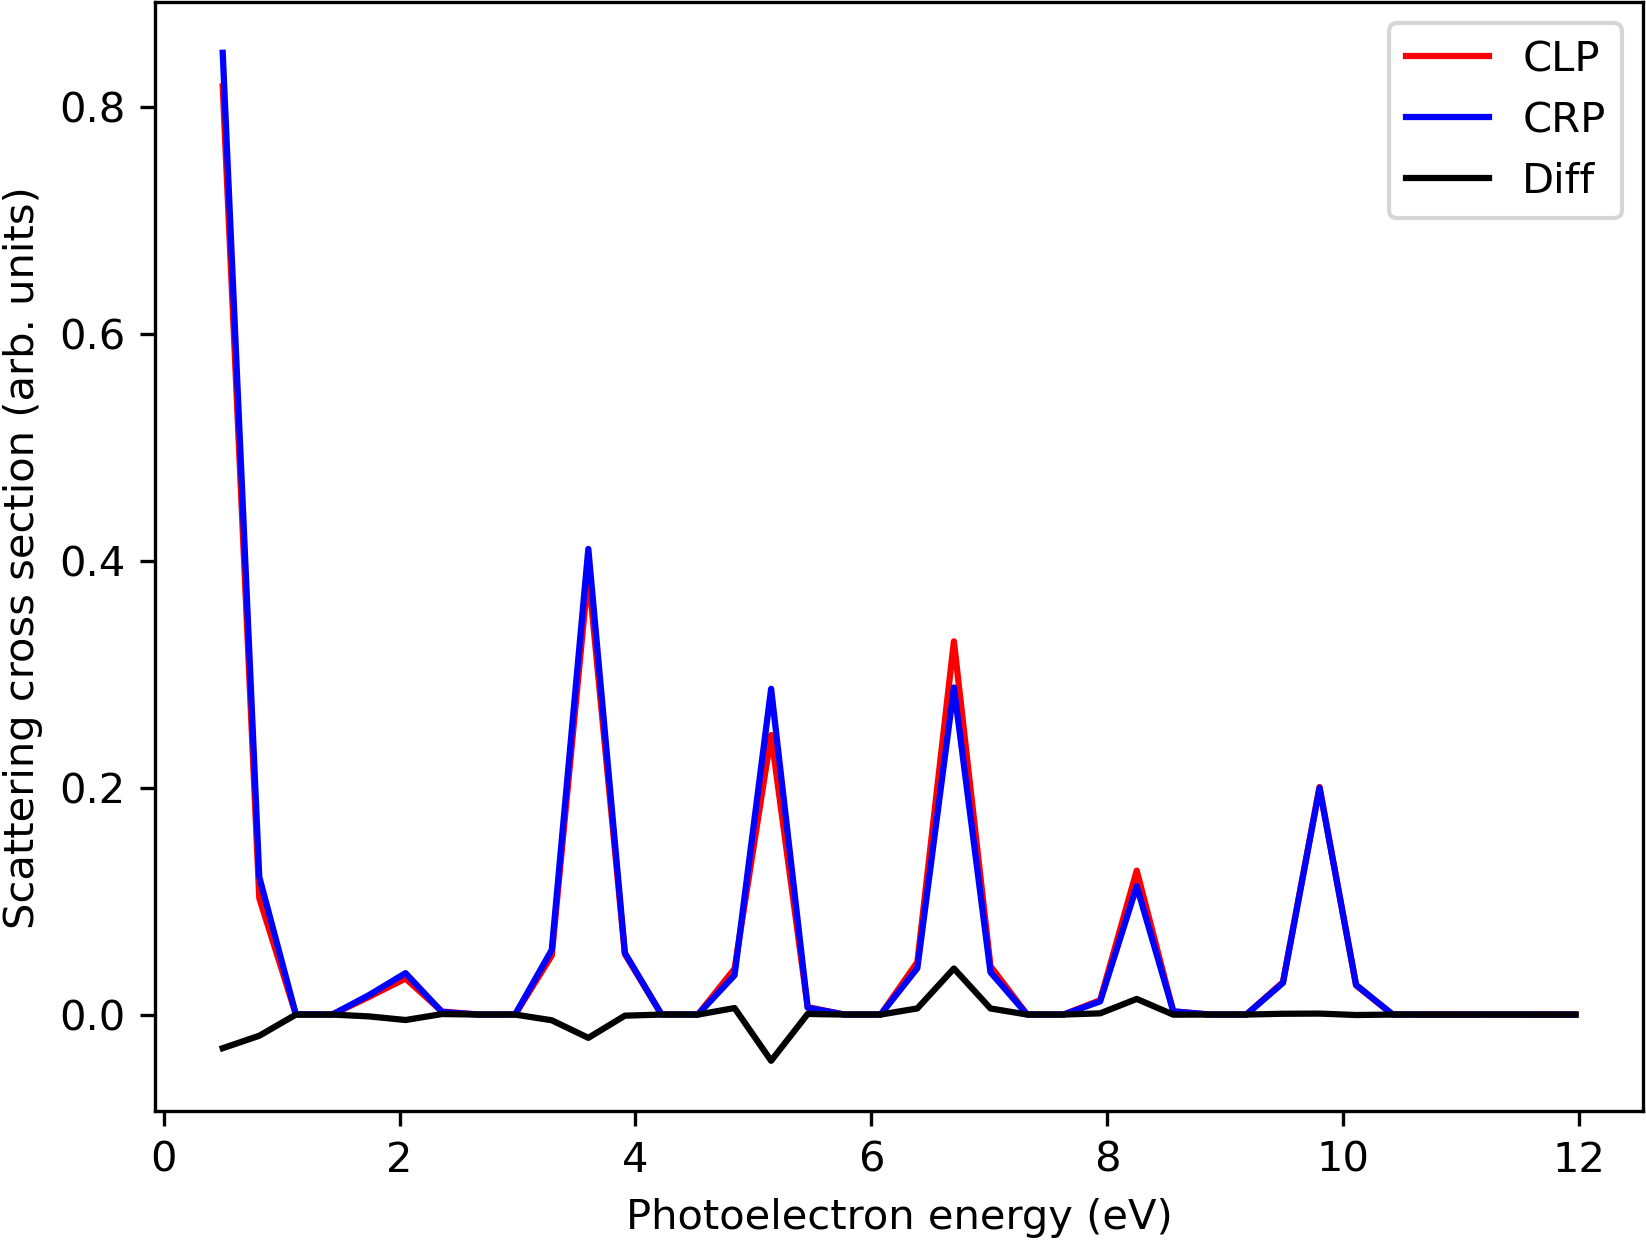 CLP
CRP
Diff
Scattering cross section (arb. units)
0.8
0.6
0.4
0.2
0.0
0 2 4 6 8 10 12
Photoelectron energy (eV)